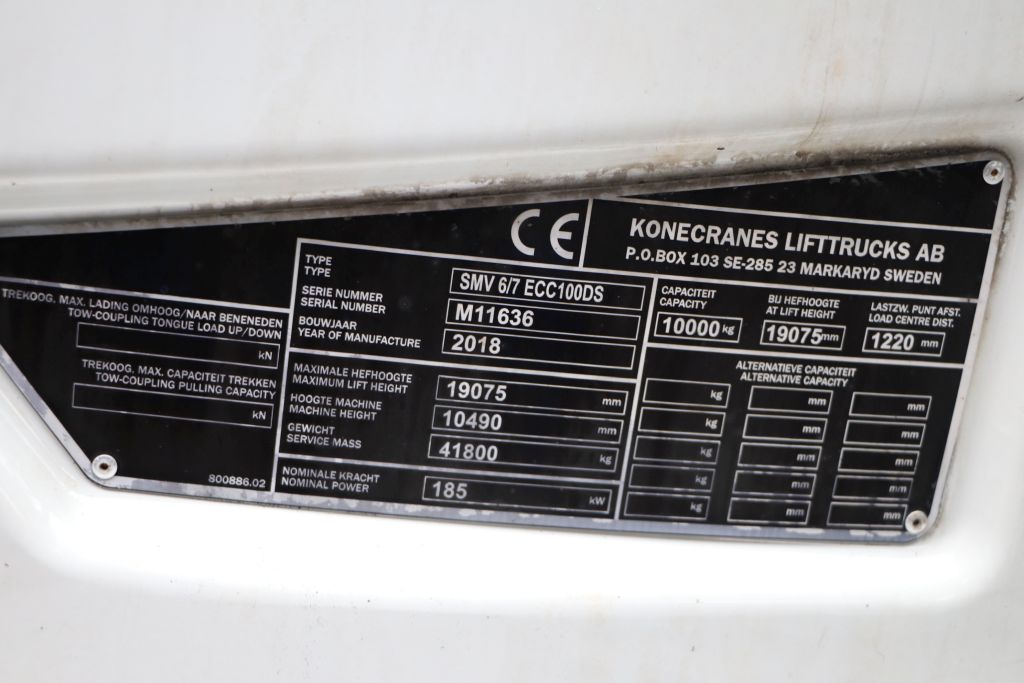 CE
KONECRANES LIFTTRUCKS AB
P.O.BOX 103 SE-285 23 MARKARYD SWEDEN
TREKOOG. MAX. LADING OMHOOG/NAAR BENENEDEN
TOW-COUPLING TONGUE LOAD UP/DOWN
kN
TREKOOG. MAX. CAPACITEIT TREKKEN
TOW-COUPLING PULLING CAPACITY
kN
800886.02
TYPE
TYPE
SMV 6/7 ECC100DS
SERIE NUMMER
SERIAL NUMBER
M11636
BOUWJAAR
YEAR OF MANUFACTURE
2018
MAXIMALE HEFHOOGTE
MAXIMUM LIFT HEIGHT
19075 mm
HOOGTE MACHINE
MACHINE HEIGHT
10490 mm
GEWICHT
SERVICE MASS
41800 kg
NOMINALE KRACHT
NOMINAL POWER
185 kW
CAPACITEIT
CAPACITY
10000 kg
BIJ HEFHOOGTE
AT LIFT HEIGHT
19075 mm
LASTZW. PUNT AFST.
LOAD CENTRE DIST.
1220 mm
ALTERNATIEVE CAPACITEIT
ALTERNATIVE CAPACITY
kg mm mm
kg mm mm
kg mm mm
kg mm mm
kg mm mm